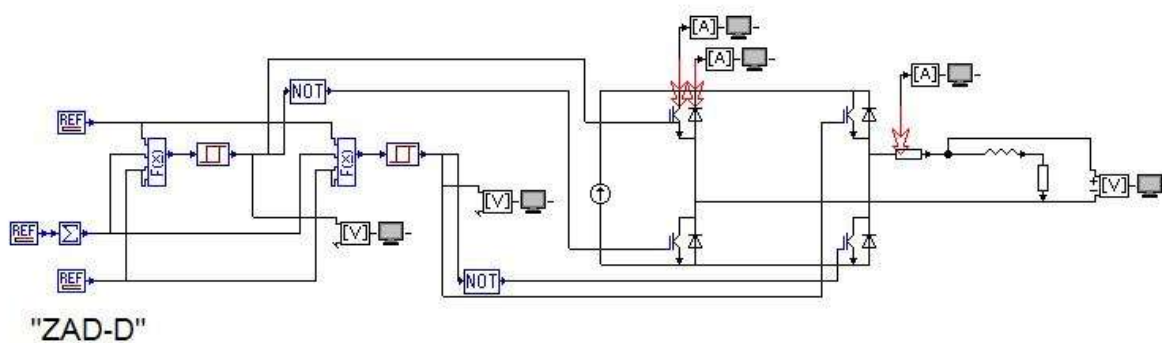 [A]
[A]
[A]
NOT
REF
F(x)
F(x)
[V]
[V]
[V]
REF
Σ
REF
NOT
"ZAD-D"